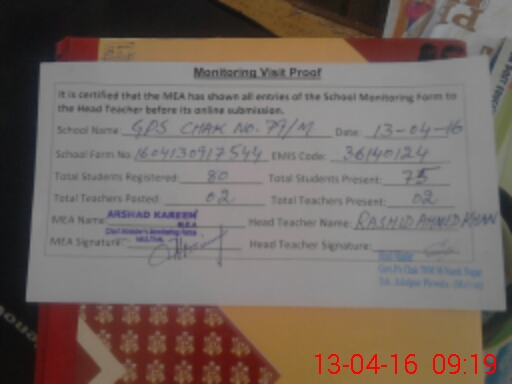 Monitoring Visit Proof
It is certified that the MEA has shown all entries of the School Monitoring Form to
the Head Teacher before its online submission.
School Name: GPS CHAK NO. 79/M Date: 13-04-16
School Form No. 1604130917544 EMIS Code: 36140124
Total Students Registered: 80 Total Students Present: 75
Total Teachers Posted: 02 Total Teachers Present: 02
MEA Name: ARSHAD KAREEM Head Teacher Name: RASHID AHMED KHAN
M.E.A
MEA Signature: Head Teacher Signature:
13-04-16 09:19